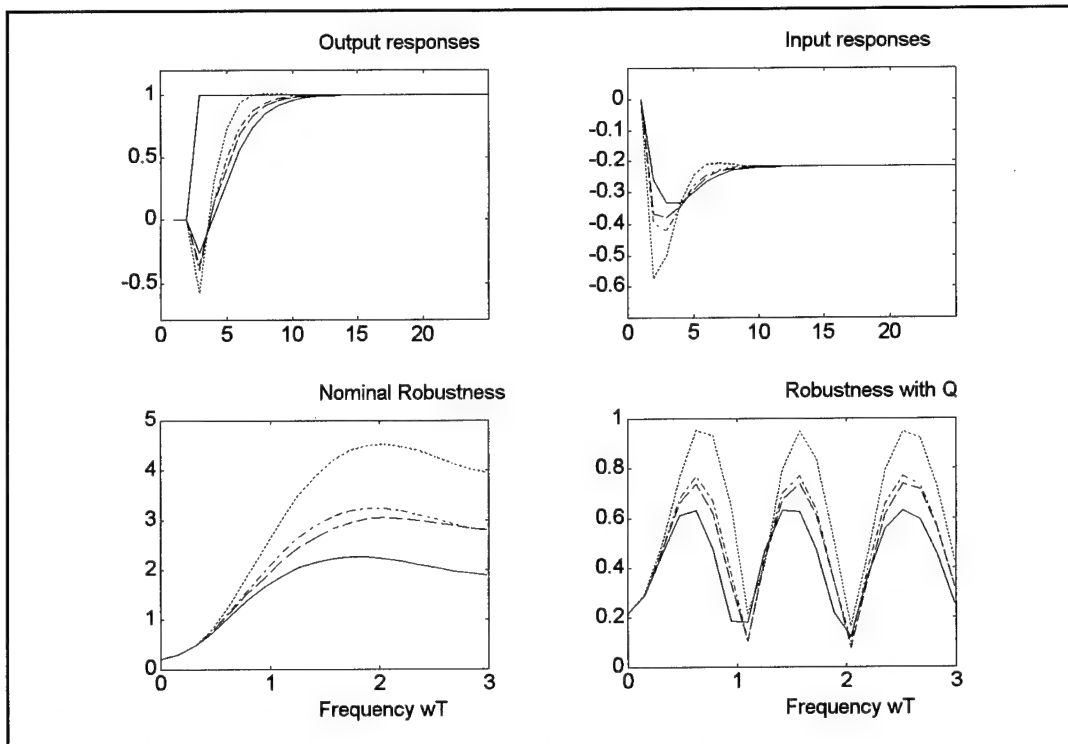 Output responses
1
0.5
0
-0.5
0 5 10 15 20
Input responses
0
-0.1
-0.2
-0.3
-0.4
-0.5
-0.6
0 5 10 15 20
Nominal Robustness
5
4
3
2
1
0
0 1 2 3
Frequency wT
Robustness with Q
1
0.8
0.6
0.4
0.2
0
0 1 2 3
Frequency wT